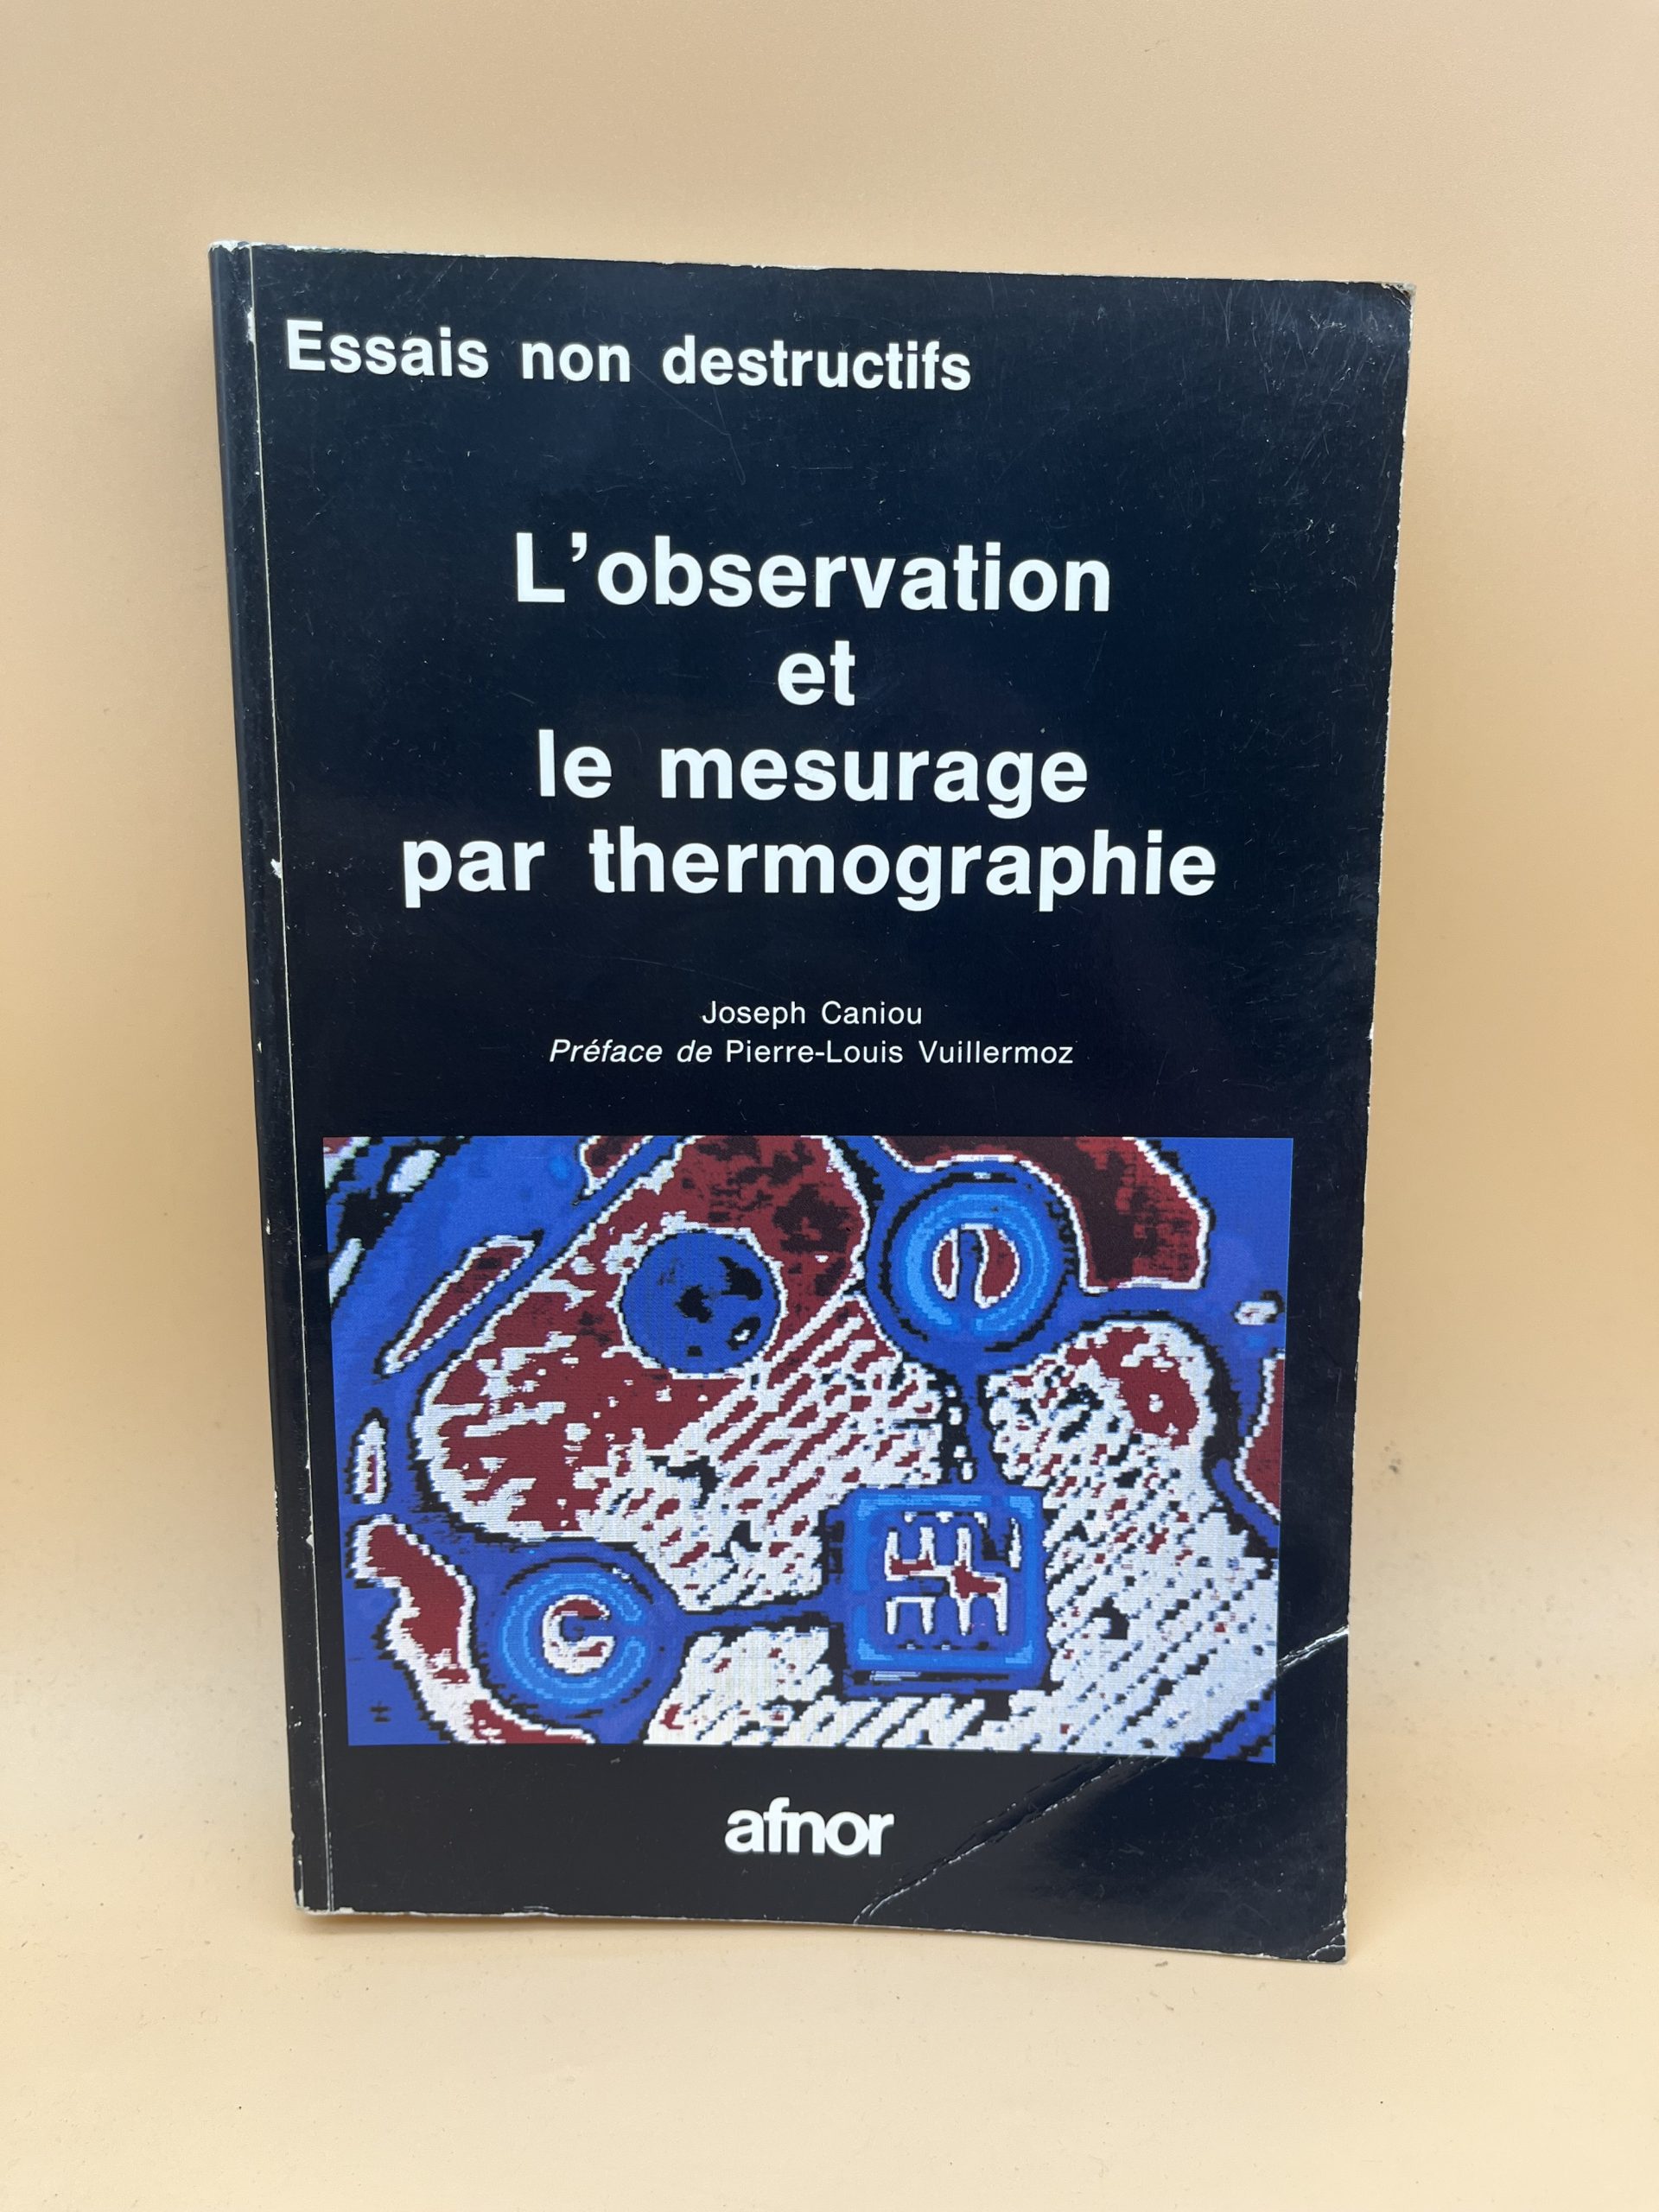 Essais non destructifs
L'observation
et
le mesurage
par thermographie
Joseph Caniou
Préface de Pierre-Louis Vuillermoz
afnor